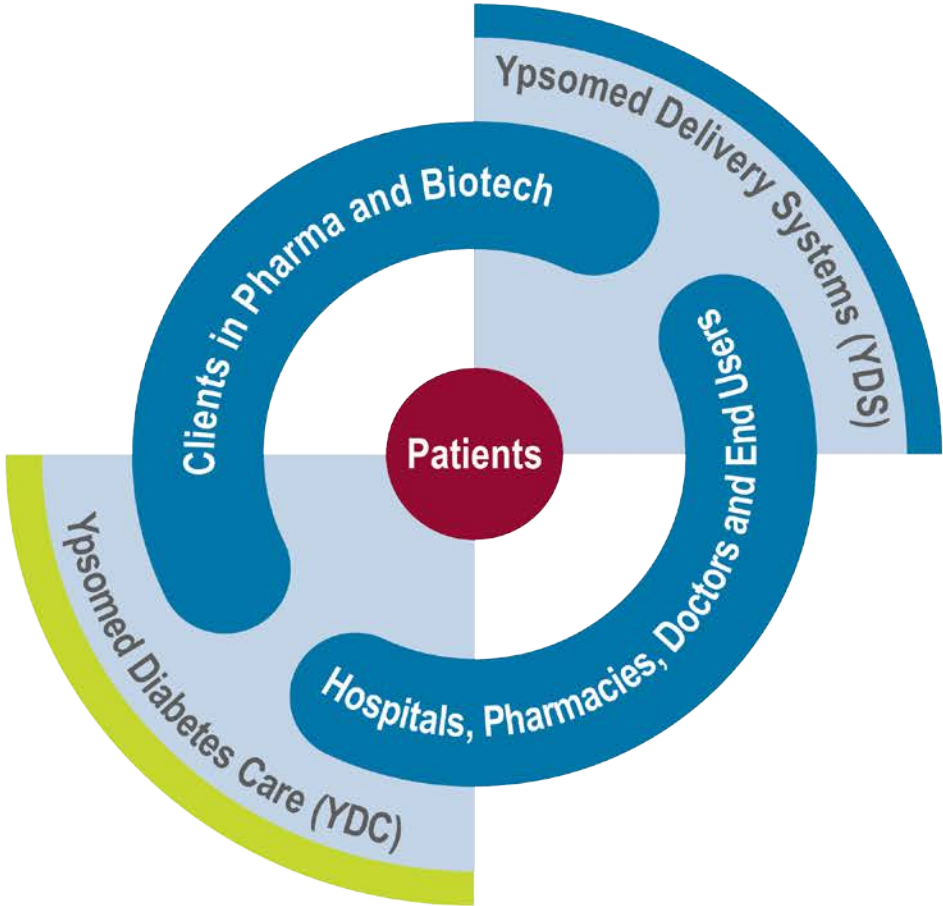 Ypsomed Delivery Systems (YDS)
Clients in Pharma and Biotech
Patients
Hospitals, Pharmacies, Doctors and End Users
Ypsomed Diabetes Care (YDC)